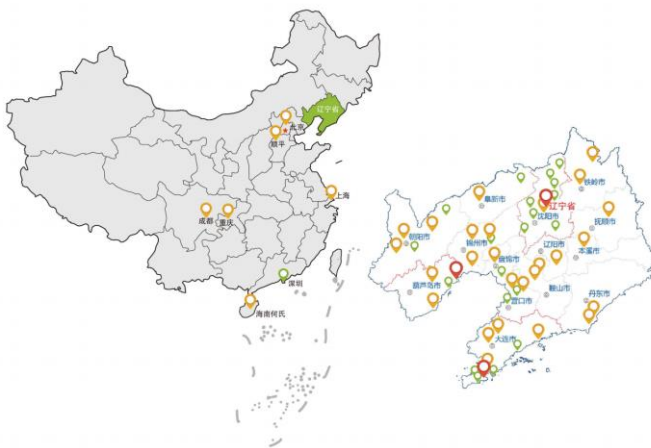 辽宁省
北京
顺平
上海
成都
重庆
深圳
海南何氏
铁岭市
阜新市
辽宁省
沈阳市
抚顺市
朝阳市
锦州市
辽阳市
本溪市
盘锦市
葫芦岛市
鞍山市
丹东市
营口市
大连市